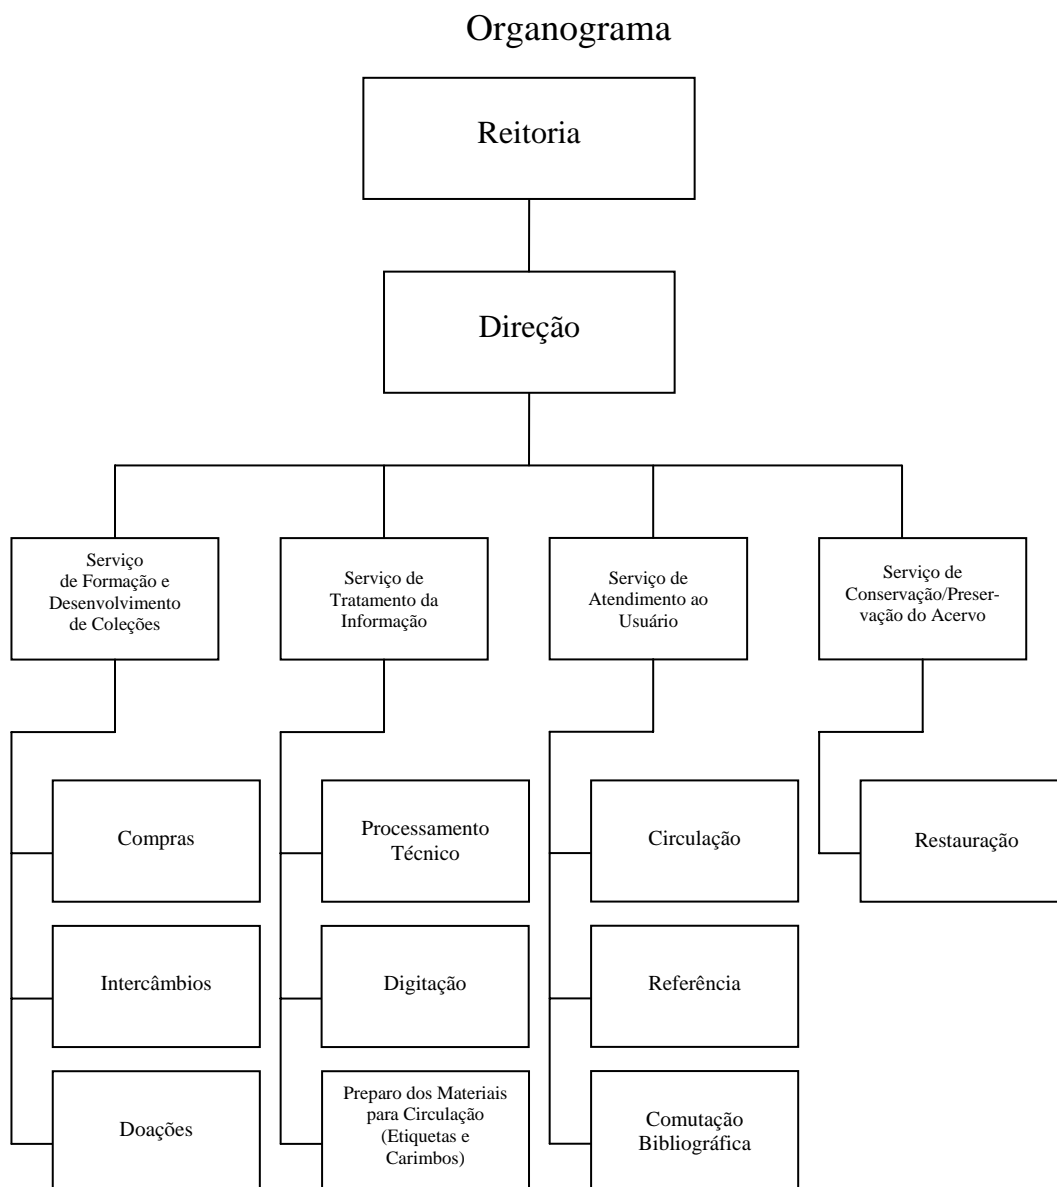 Organograma
Reitoria
Direção
Serviço
de Formação e
Desenvolvimento
de Coleções
Serviço de
Tratamento da
Informação
Serviço de
Atendimento ao
Usuário
Serviço de
Conservação/Preser-
vação do Acervo
Compras
Processamento
Técnico
Circulação
Restauração
Intercâmbios
Digitação
Referência
Doações
Preparo dos Materiais
para Circulação
(Etiquetas e
Carimbos)
Comutação
Bibliográfica